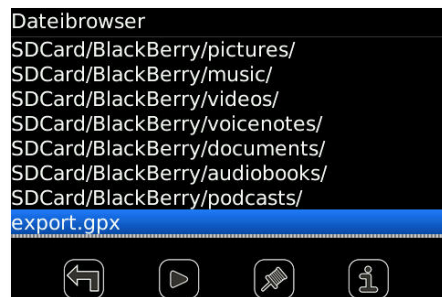 Dateibrowser
SDCard/BlackBerry/pictures/
SDCard/BlackBerry/music/
SDCard/BlackBerry/videos/
SDCard/BlackBerry/voicenotes/
SDCard/BlackBerry/documents/
SDCard/BlackBerry/audiobooks/
SDCard/BlackBerry/podcasts/
export.gpx